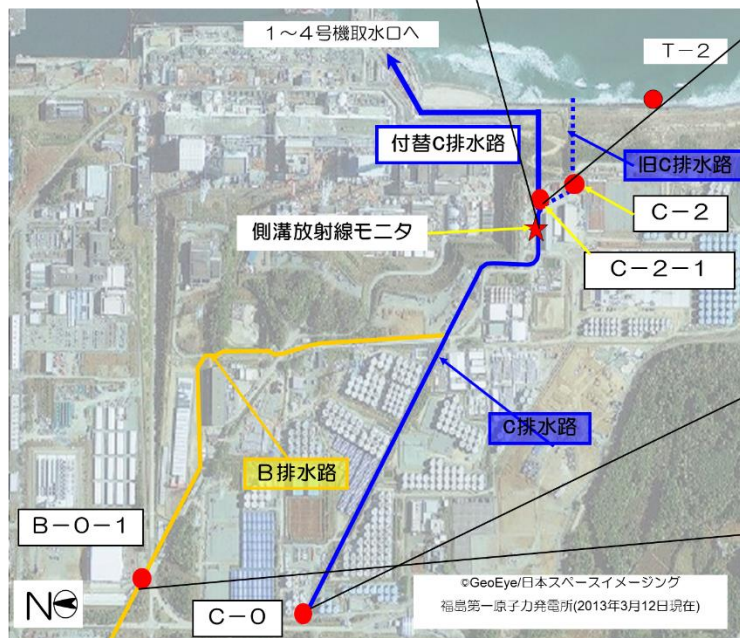 1～4号機取水口へ
T－2
付替C排水路
旧C排水路
C－2
側溝放射線モニタ
C－2－1
C排水路
B排水路
B－0－1
C－0
N
©GeoEye/日本スペースイメージング
福島第一原子力発電所(2013年3月12日現在)